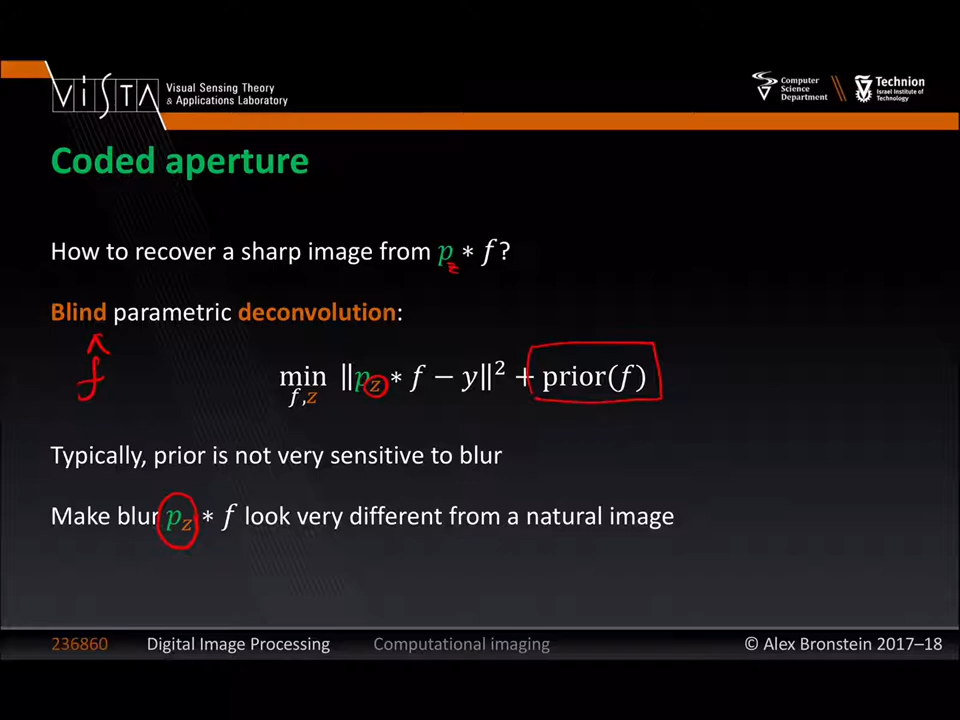 ViSTA Visual Sensing Theory & Applications Laboratory
Computer Science Department
Technion Israel Institute of Technology
Coded aperture
How to recover a sharp image from p_z ∗ f?
Blind parametric deconvolution:
f
min_{f,z} ‖p_z ∗ f − y‖² + prior(f)
Typically, prior is not very sensitive to blur
Make blur p_z ∗ f look very different from a natural image
236860 Digital Image Processing Computational imaging © Alex Bronstein 2017–18